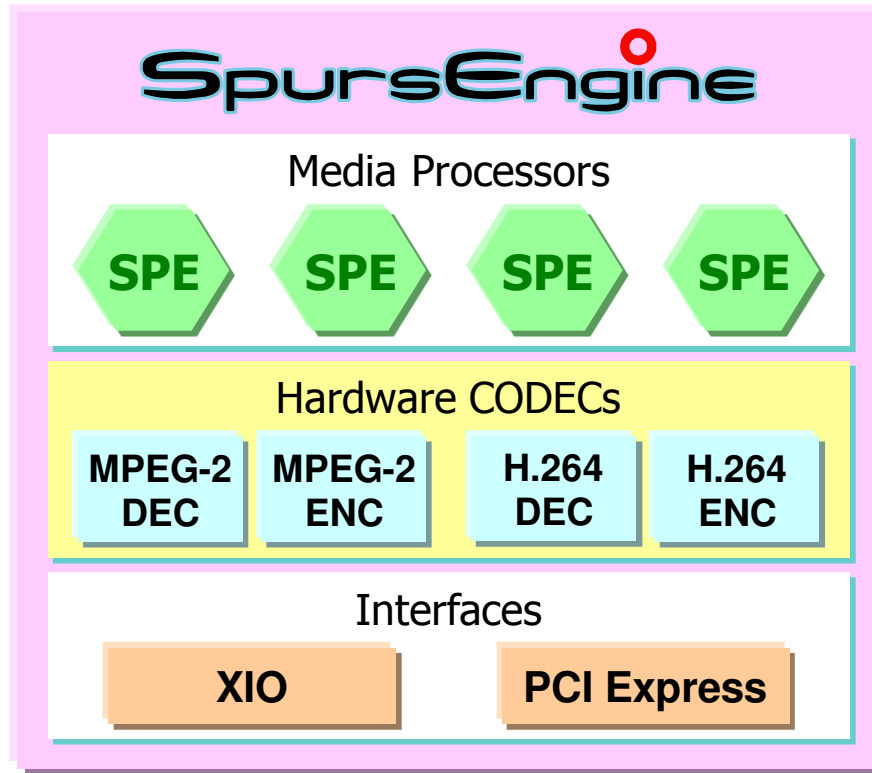 SpursEngine
Media Processors
SPE SPE SPE SPE
Hardware CODECs
MPEG-2 MPEG-2 H.264 H.264
DEC ENC DEC ENC
Interfaces
XIO PCI Express